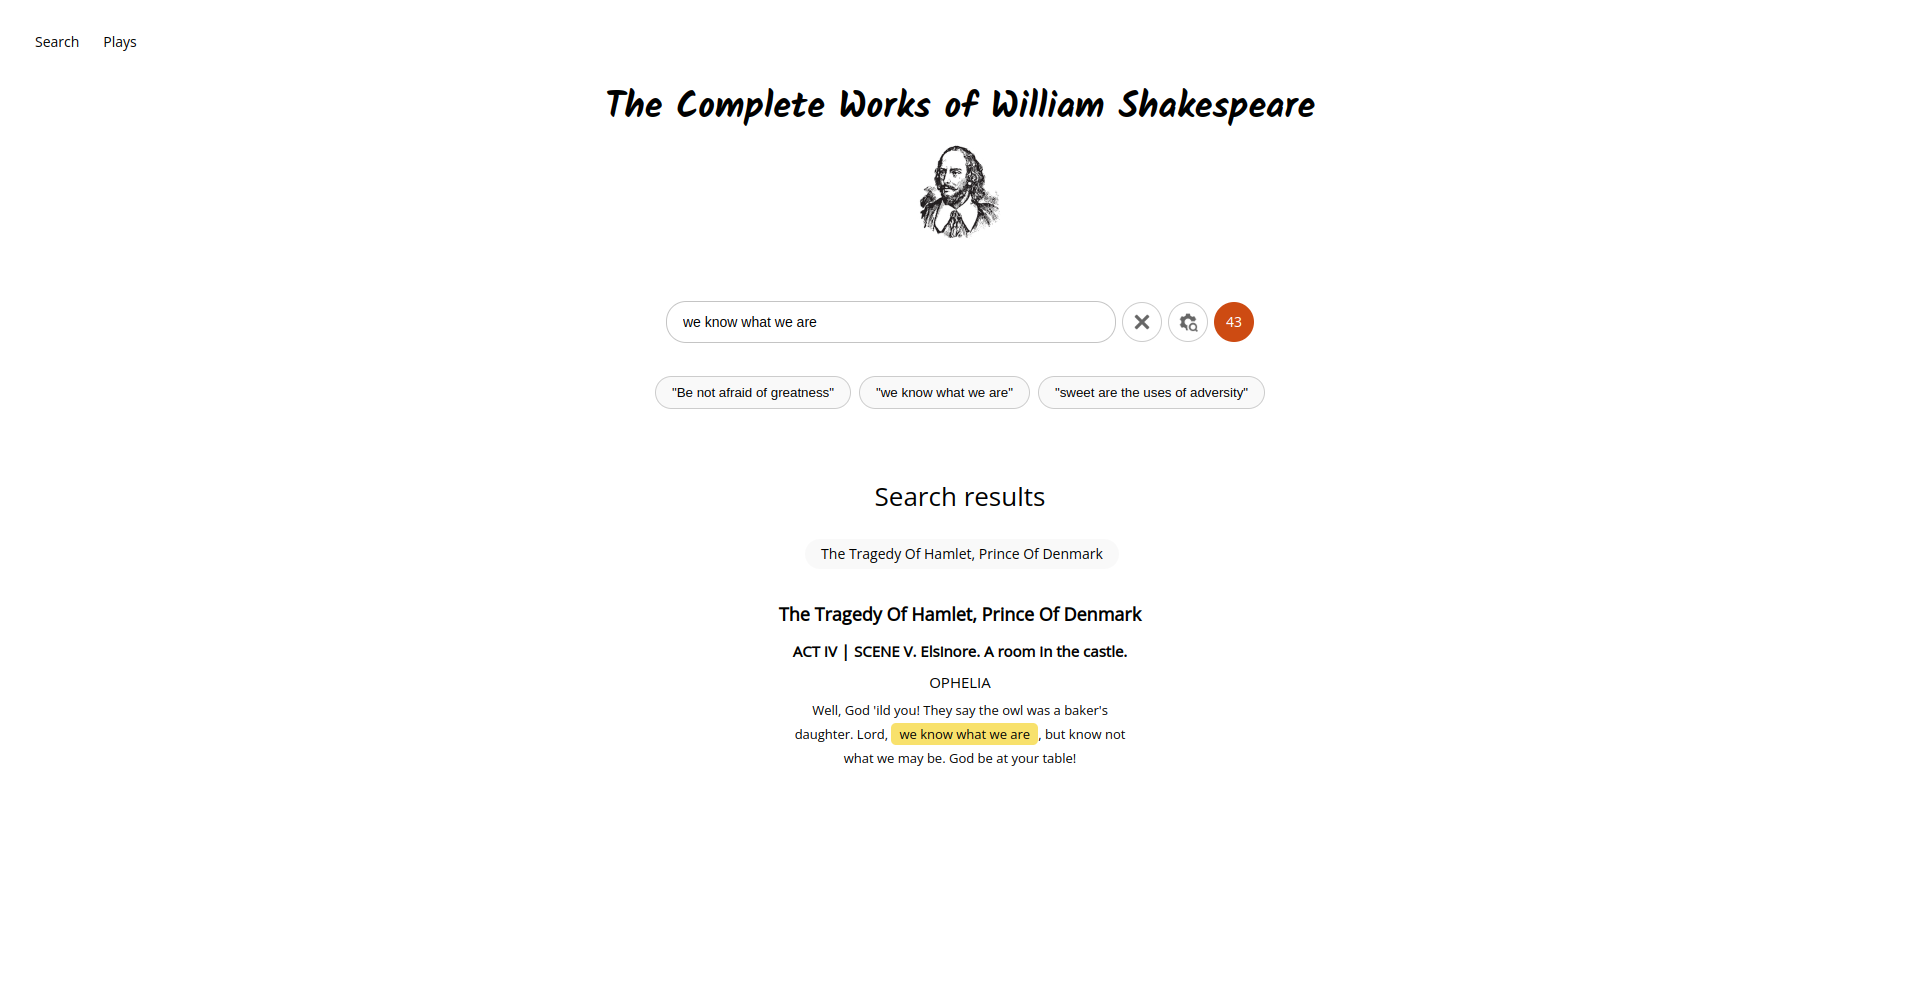 Search Plays
The Complete Works of William Shakespeare
we know what we are
43
"Be not afraid of greatness" "we know what we are" "sweet are the uses of adversity"
Search results
The Tragedy Of Hamlet, Prince Of Denmark
The Tragedy Of Hamlet, Prince Of Denmark
ACT IV | SCENE V. Elsinore. A room in the castle.
OPHELIA
Well, God 'ild you! They say the owl was a baker's
daughter. Lord, we know what we are, but know not
what we may be. God be at your table!